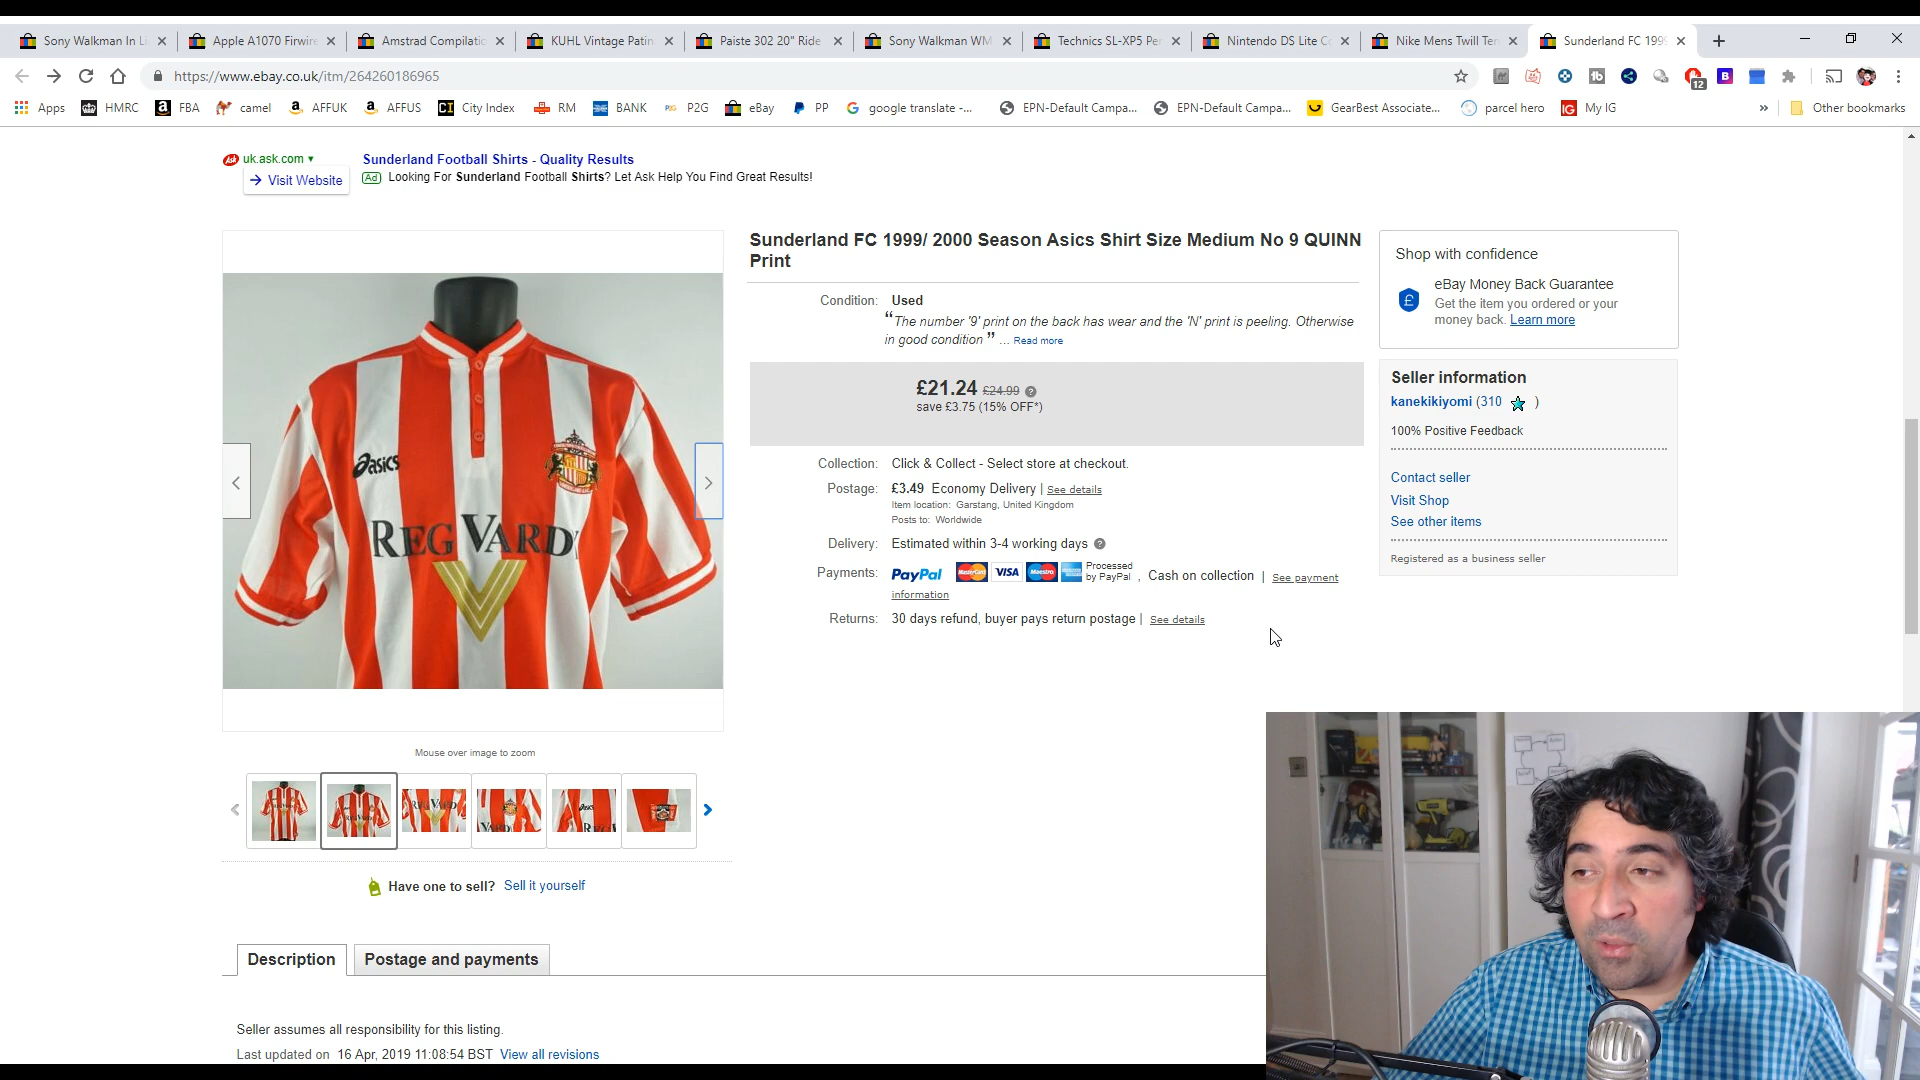 Sony Walkman In Li
Apple A1070 Firwire
Amstrad Compilatio
KUHL Vintage Patin
Paiste 302 20" Ride
Sony Walkman WM
Technics SL-XP5 Per
Nintendo DS Lite Co
Nike Mens Twill Ten
Sunderland FC 1999
https://www.ebay.co.uk/itm/264260186965
12
Apps HMRC FBA camel AFFUK AFFUS City Index RM BANK P2G eBay PP google translate -... EPN-Default Campa... EPN-Default Campa... GearBest Associate... parcel hero My IG » Other bookmarks
Ask uk.ask.com
Sunderland Football Shirts - Quality Results
Visit Website
Ad Looking For Sunderland Football Shirts? Let Ask Help You Find Great Results!
Sunderland FC 1999/ 2000 Season Asics Shirt Size Medium No 9 QUINN
Print
Condition: Used
“The number '9' print on the back has wear and the 'N' print is peeling. Otherwise
in good condition ” ... Read more
£21.24 £24.99
save £3.75 (15% OFF*)
Collection: Click & Collect - Select store at checkout.
Postage: £3.49 Economy Delivery | See details
Item location: Garstang, United Kingdom
Posts to: Worldwide
Delivery: Estimated within 3-4 working days
Payments: PayPal MasterCard VISA Maestro Processed by PayPal , Cash on collection | See payment
information
Returns: 30 days refund, buyer pays return postage | See details
Shop with confidence
eBay Money Back Guarantee
Get the item you ordered or your
money back. Learn more
Seller information
kanekikiyomi (310 )
100% Positive Feedback
Contact seller
Visit Shop
See other items
Registered as a business seller
asics
REG VARDY
Mouse over image to zoom
Have one to sell? Sell it yourself
Description
Postage and payments
Seller assumes all responsibility for this listing.
Last updated on 16 Apr, 2019 11:08:54 BST View all revisions